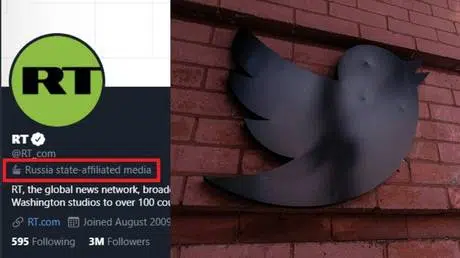 RT
RT
@RT_com
Russia state-affiliated media
RT, the global news network, broad
Washington studios to over 100 cou
RT.com Joined August 2009
595 Following 3M Followers